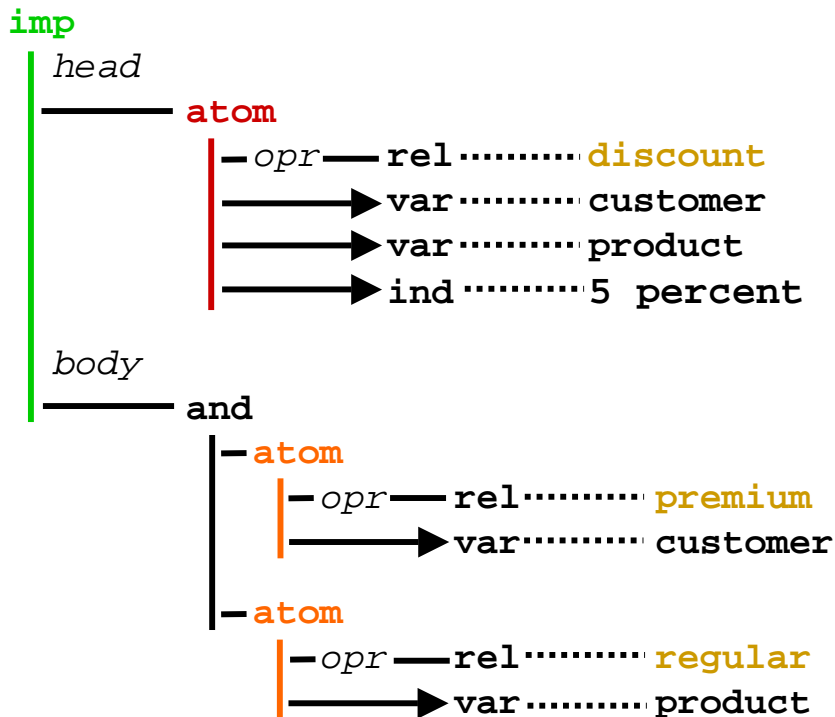 imp
head
atom
opr rel discount
var customer
var product
ind 5 percent
body
and
atom
opr rel premium
var customer
atom
opr rel regular
var product